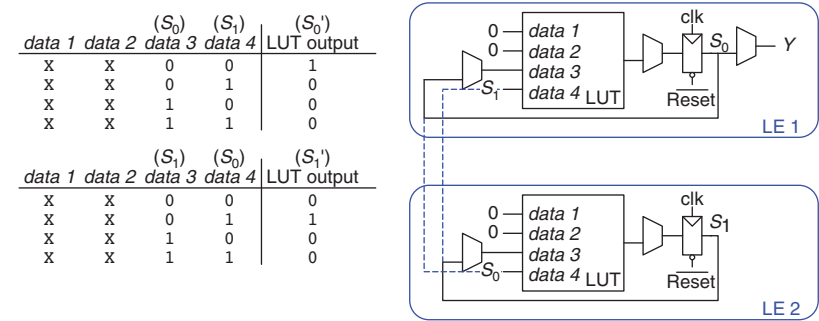 (S0) (S1) (S0')
data 1 data 2 data 3 data 4 LUT output
X X 0 0 1
X X 0 1 0
X X 1 0 0
X X 1 1 0
(S1) (S0) (S1')
data 1 data 2 data 3 data 4 LUT output
X X 0 0 0
X X 0 1 1
X X 1 0 0
X X 1 1 0
clk
0 data 1
0 data 2
data 3
S1 data 4 LUT
S0
Y
Reset
LE 1
clk
0 data 1
0 data 2
data 3
S0 data 4 LUT
S1
Reset
LE 2